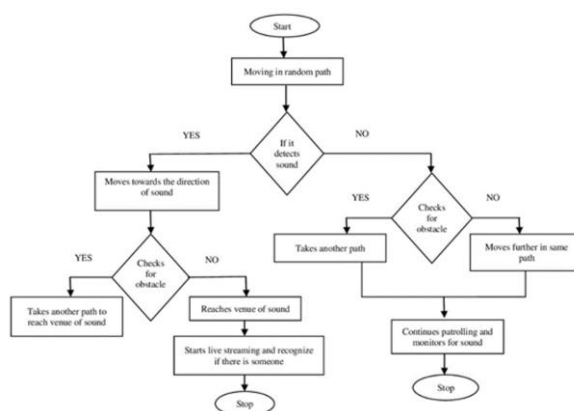 Start
Moving in random path
YES
If it
detects
sound
NO
Moves towards the direction
of sound
YES
Checks
for
obstacle
NO
Takes another path
Moves further in same
path
YES
Checks
for
obstacle
NO
Takes another path to
reach venue of sound
Reaches venue of sound
Continues patrolling and
monitors for sound
Starts live streaming and recognize
if there is someone
Stop
Stop